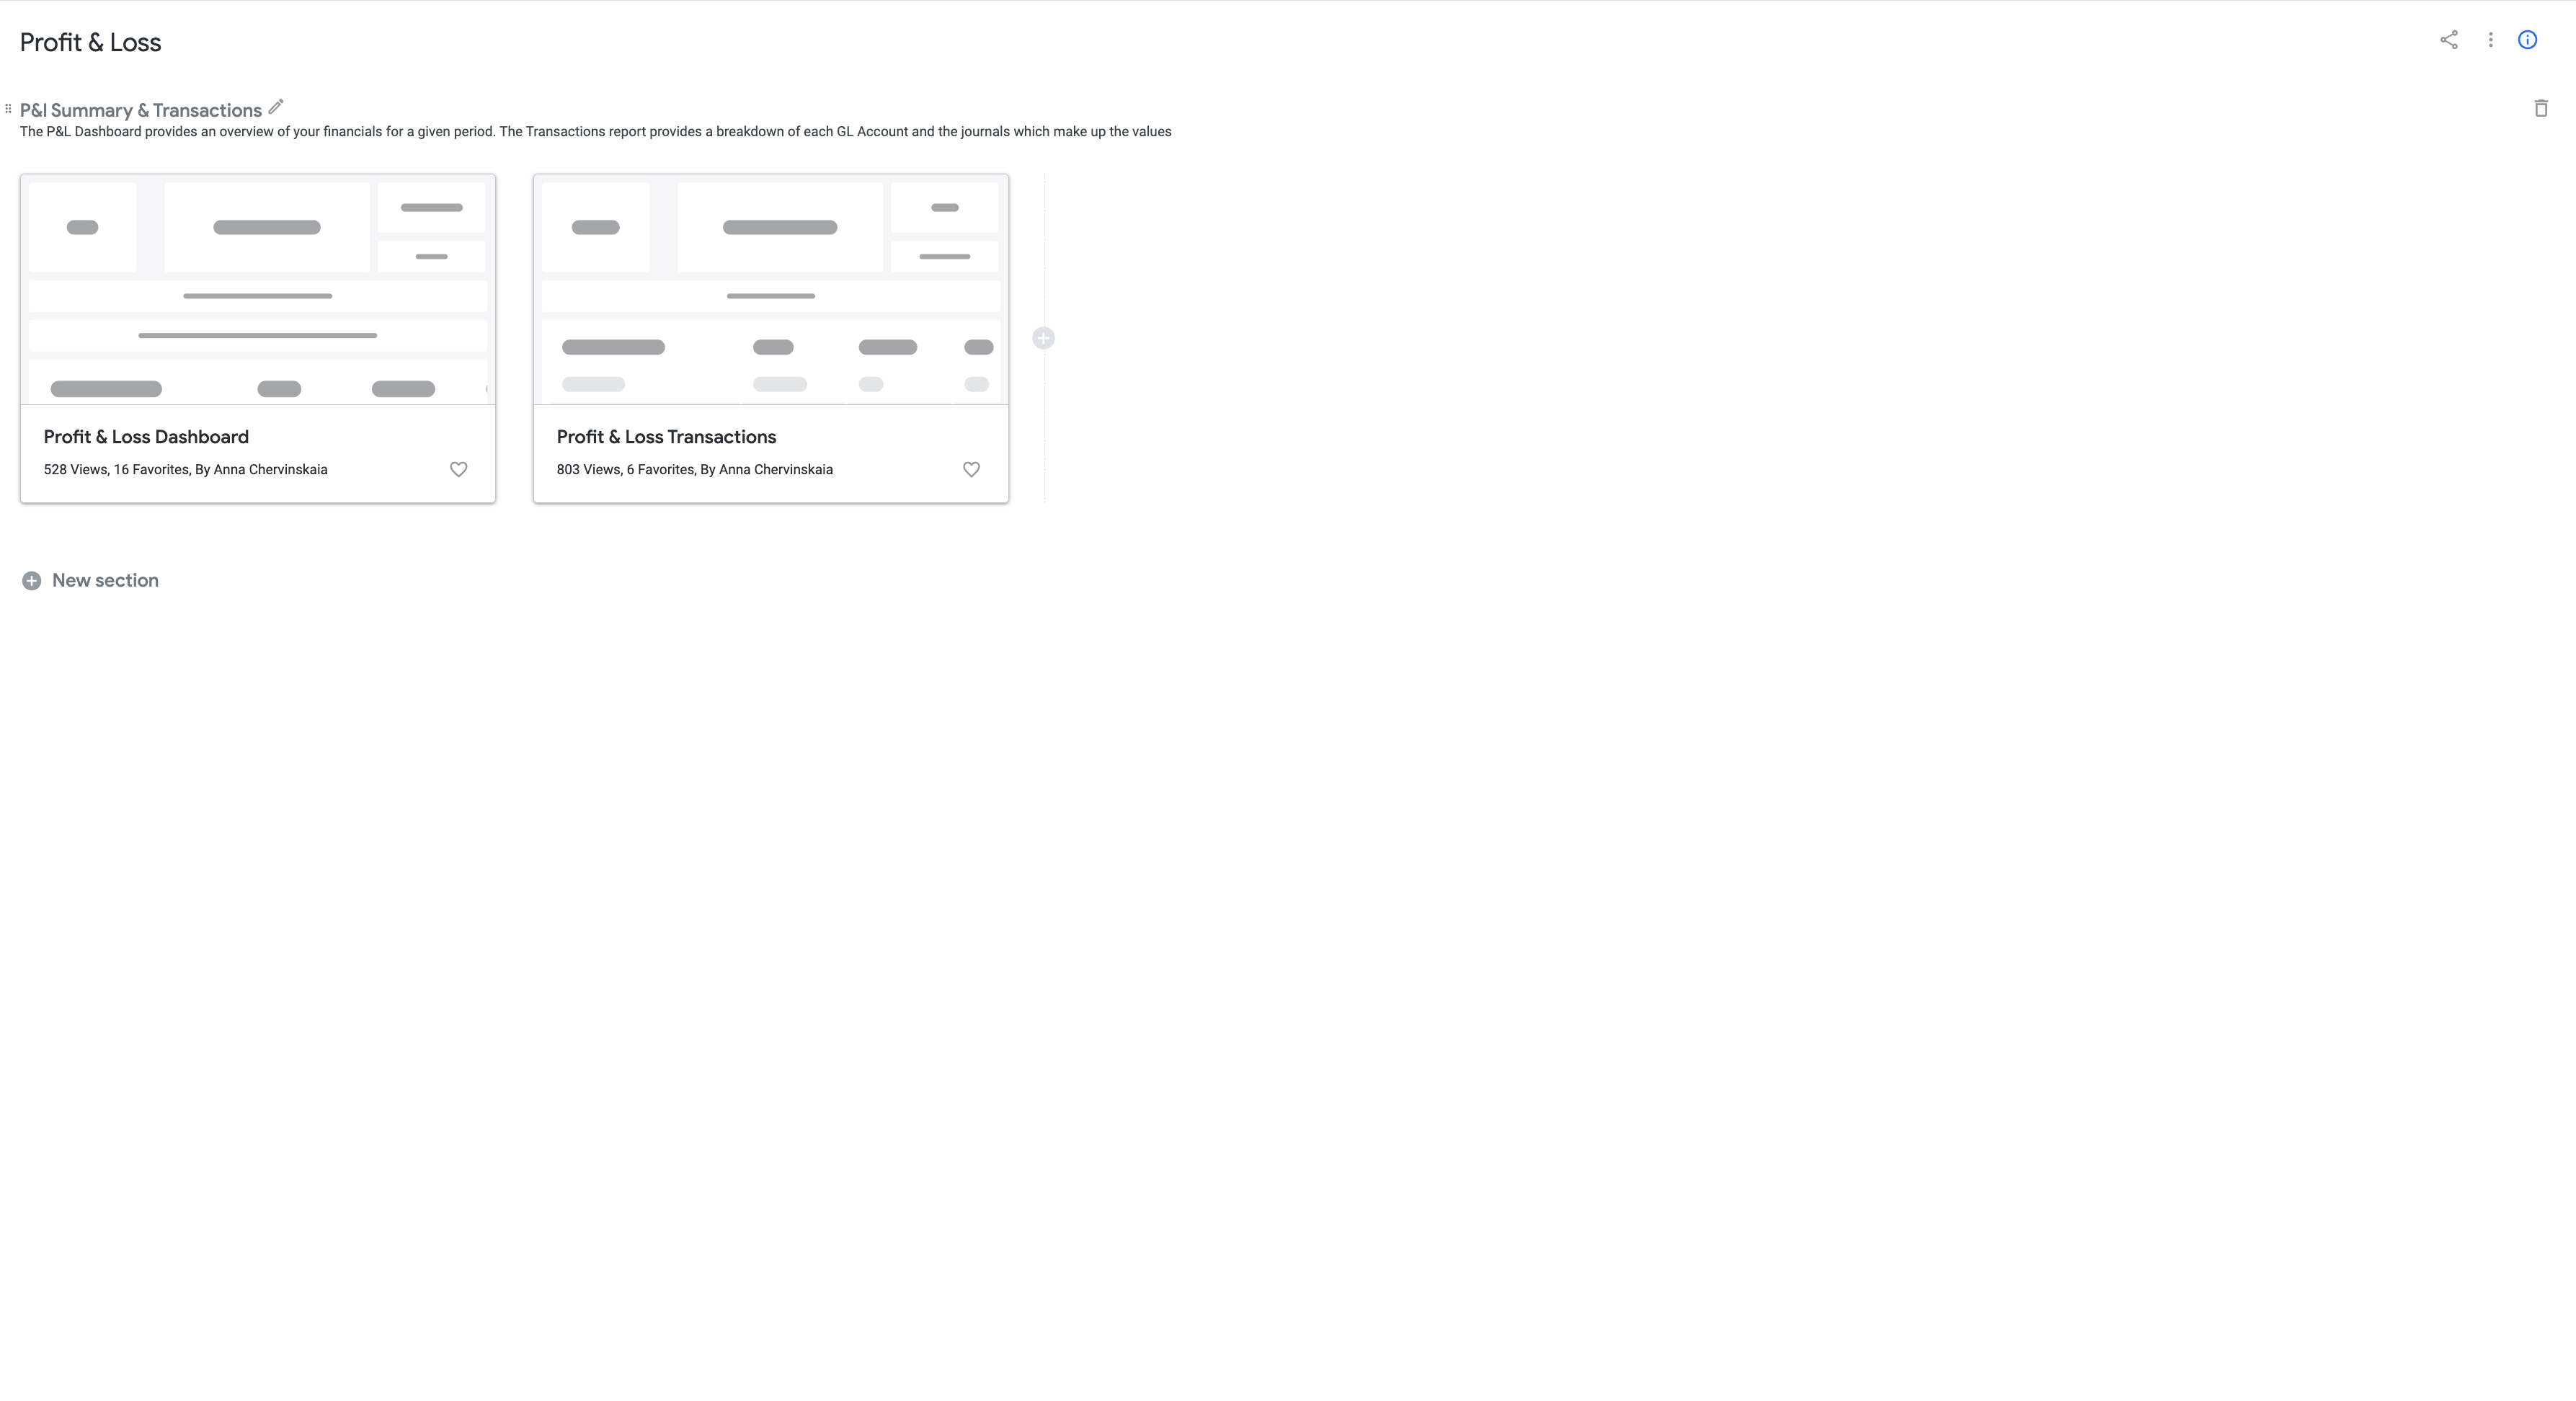 Profit & Loss
P&l Summary & Transactions
The P&L Dashboard provides an overview of your financials for a given period. The Transactions report provides a breakdown of each GL Account and the journals which make up the values
Profit & Loss Dashboard
528 Views, 16 Favorites, By Anna Chervinskaia
Profit & Loss Transactions
803 Views, 6 Favorites, By Anna Chervinskaia
New section